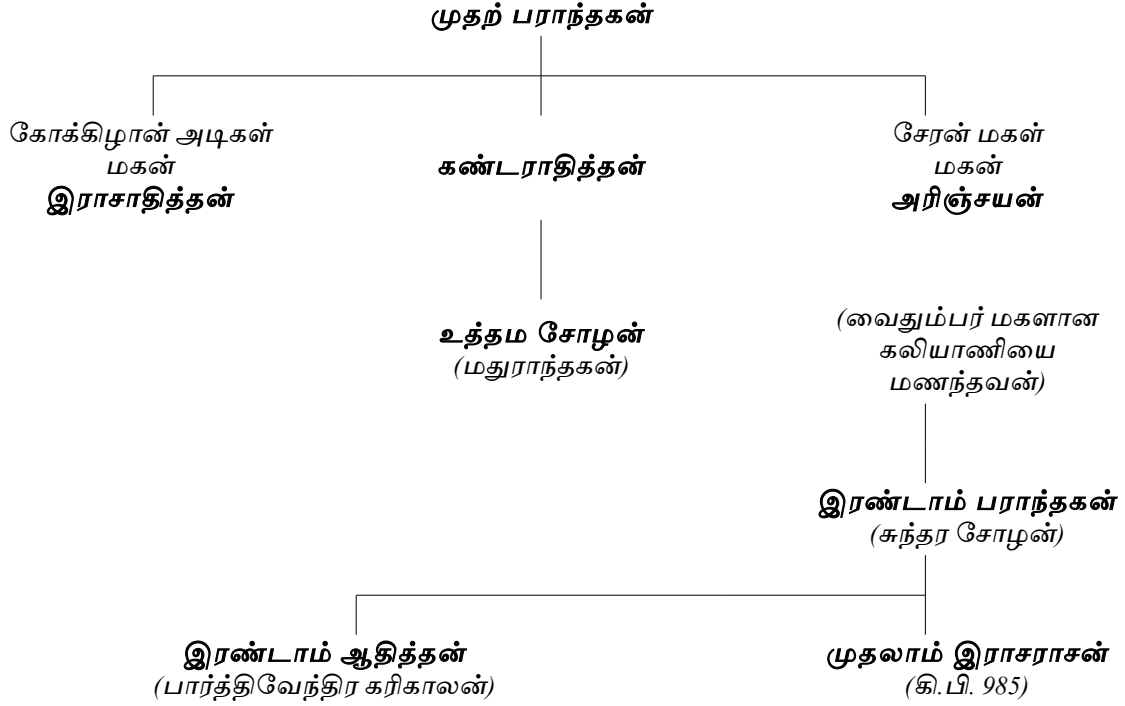 முதற் பராந்தகன்
கோக்கிழான் அடிகள்
மகன்
இராசாதித்தன்
கண்டராதித்தன்
சேரன் மகள்
மகன்
அரிஞ்சயன்
உத்தம சோழன்
(மதுராந்தகன்)
(வைதும்பர் மகளான
கலியாணியை
மணந்தவன்)
இரண்டாம் பராந்தகன்
(சுந்தர சோழன்)
இரண்டாம் ஆதித்தன்
(பார்த்திவேந்திர கரிகாலன்)
முதலாம் இராசராசன்
(கி.பி. 985)